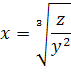 x = ∛(z/y²)